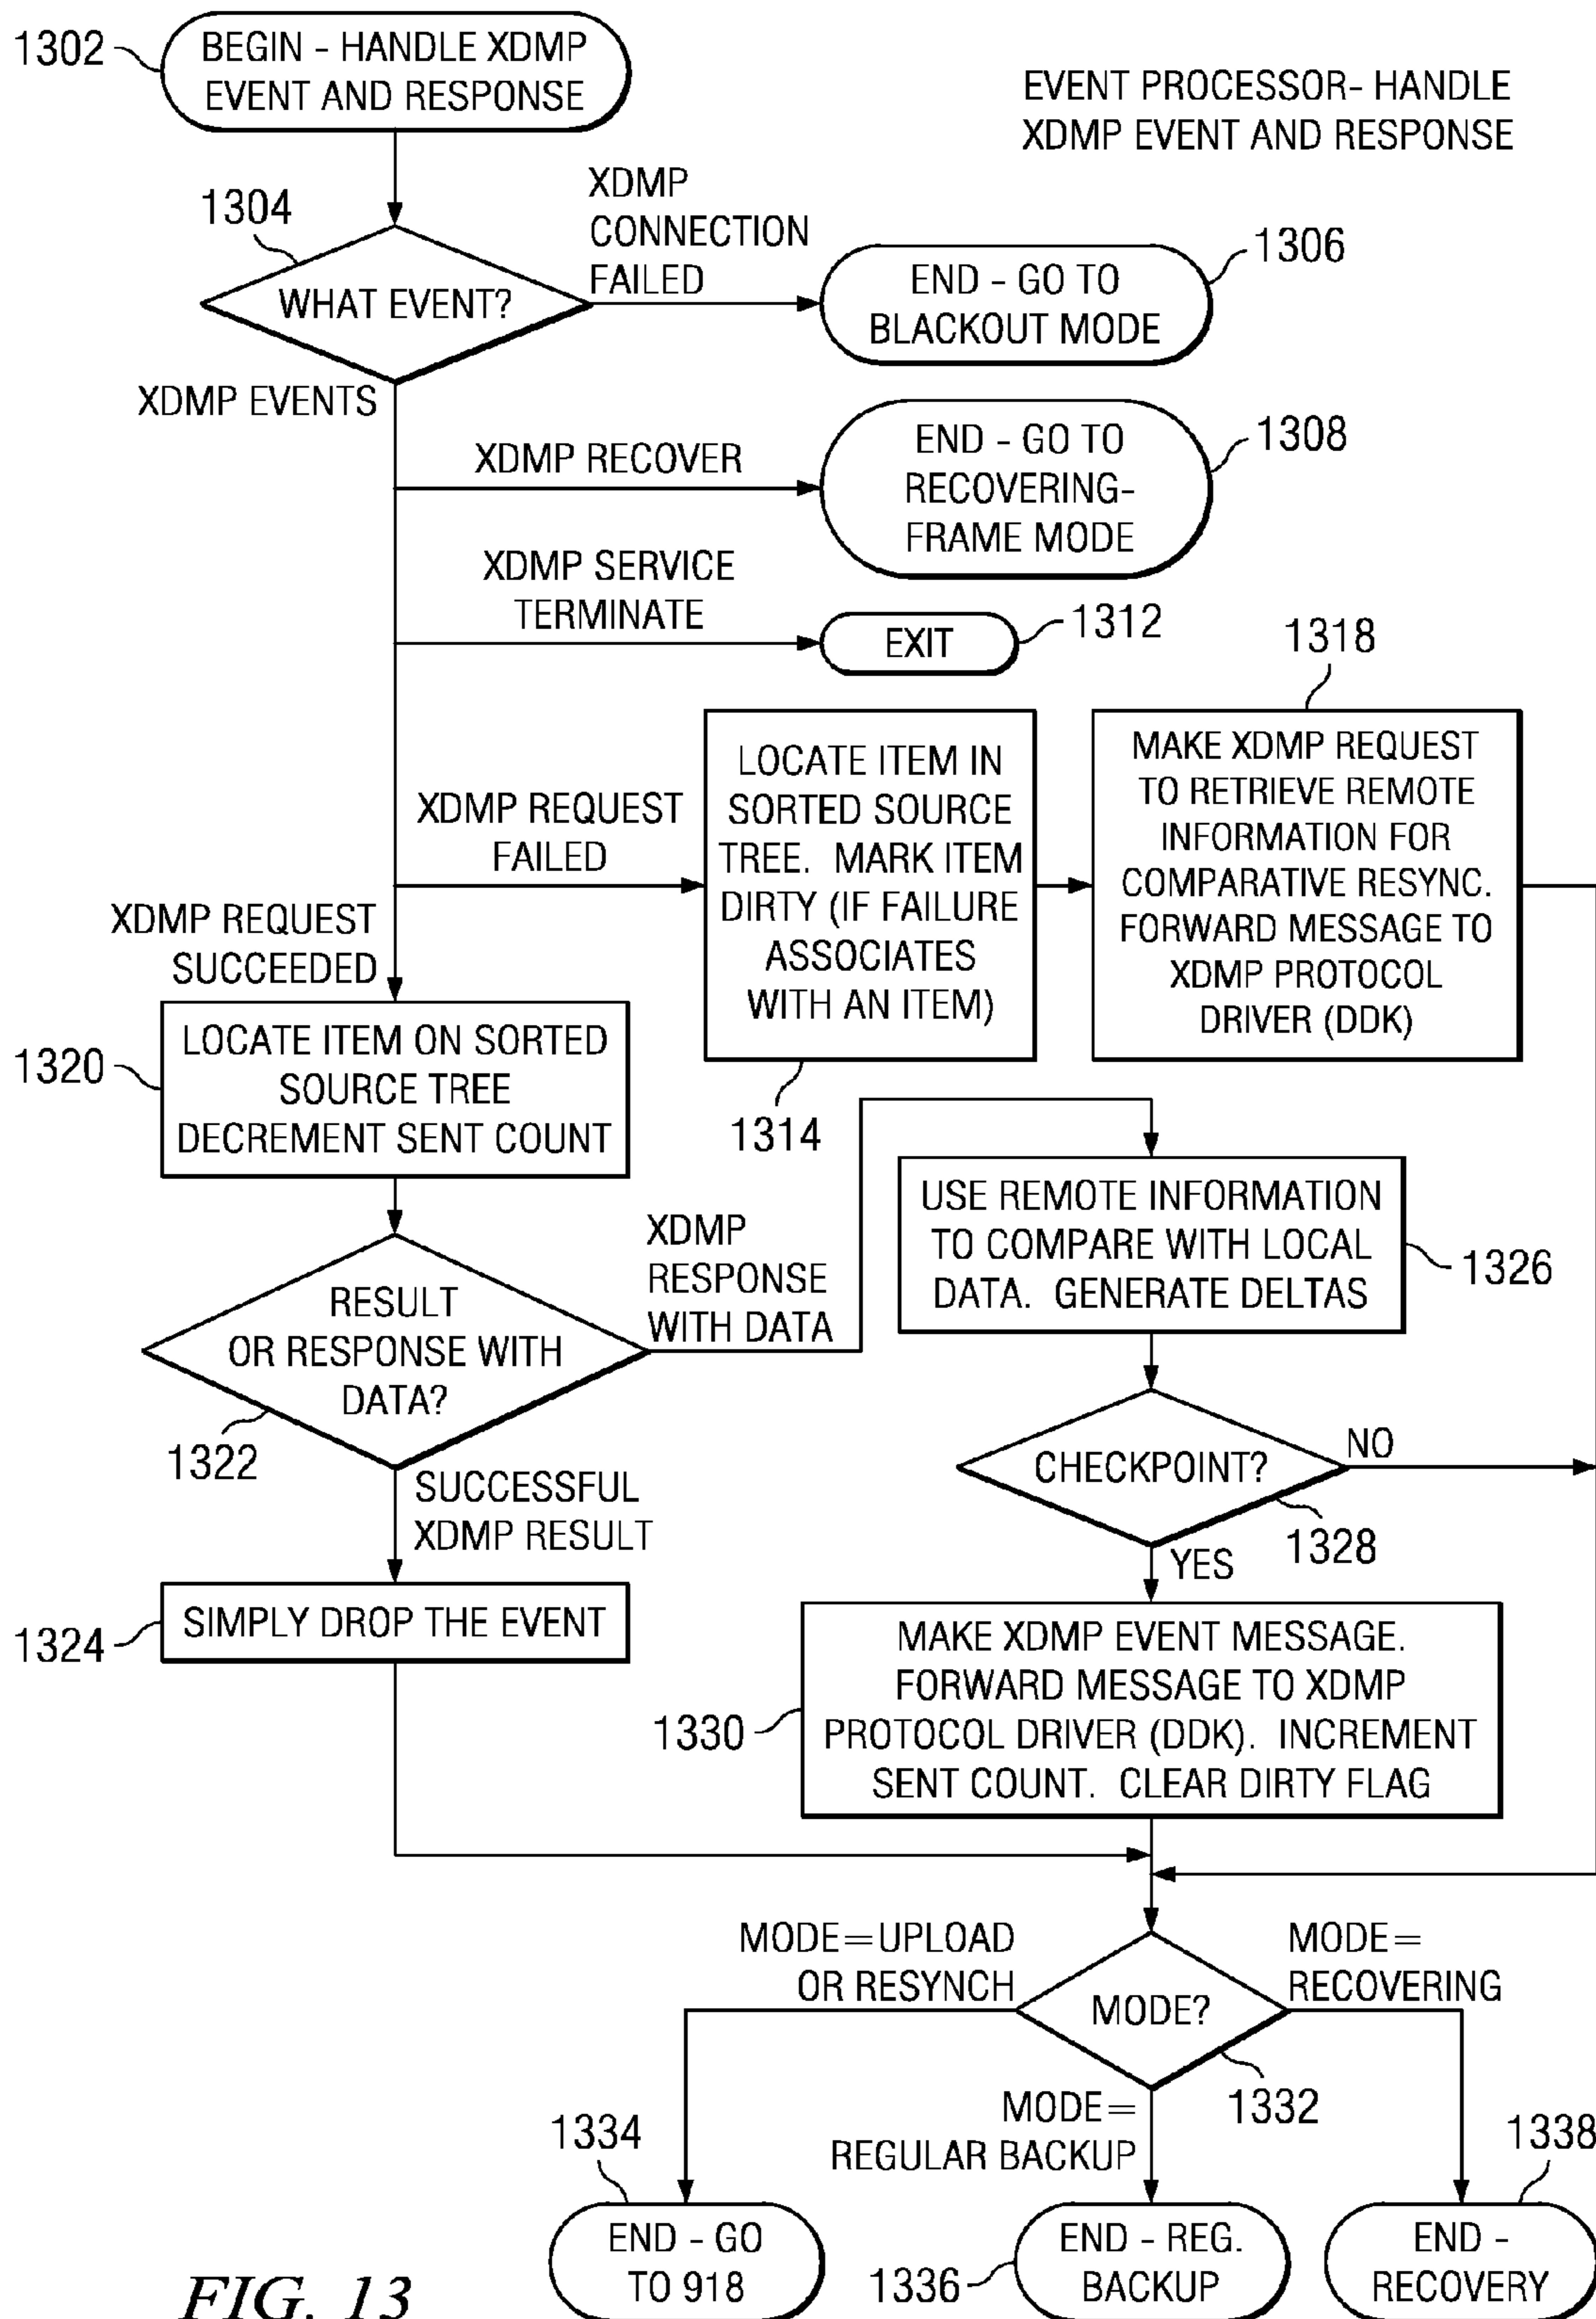 1302
BEGIN - HANDLE XDMP
EVENT AND RESPONSE
EVENT PROCESSOR- HANDLE
XDMP EVENT AND RESPONSE
1304
WHAT EVENT?
XDMP
CONNECTION
FAILED
END - GO TO
BLACKOUT MODE
1306
XDMP EVENTS
XDMP RECOVER
END - GO TO
RECOVERING-
FRAME MODE
1308
XDMP SERVICE
TERMINATE
EXIT
1312
XDMP REQUEST
FAILED
LOCATE ITEM IN
SORTED SOURCE
TREE. MARK ITEM
DIRTY (IF FAILURE
ASSOCIATES
WITH AN ITEM)
1314
1318
MAKE XDMP REQUEST
TO RETRIEVE REMOTE
INFORMATION FOR
COMPARATIVE RESYNC.
FORWARD MESSAGE TO
XDMP PROTOCOL
DRIVER (DDK)
XDMP REQUEST
SUCCEEDED
1320
LOCATE ITEM ON SORTED
SOURCE TREE
DECREMENT SENT COUNT
RESULT
OR RESPONSE WITH
DATA?
1322
XDMP
RESPONSE
WITH DATA
USE REMOTE INFORMATION
TO COMPARE WITH LOCAL
DATA. GENERATE DELTAS
1326
CHECKPOINT?
1328
NO
YES
SUCCESSFUL
XDMP RESULT
1324
SIMPLY DROP THE EVENT
1330
MAKE XDMP EVENT MESSAGE.
FORWARD MESSAGE TO XDMP
PROTOCOL DRIVER (DDK). INCREMENT
SENT COUNT. CLEAR DIRTY FLAG
MODE=UPLOAD
OR RESYNCH
MODE?
1332
MODE=
RECOVERING
MODE=
REGULAR BACKUP
1334
END - GO
TO 918
1336
END - REG.
BACKUP
1338
END -
RECOVERY
FIG. 13